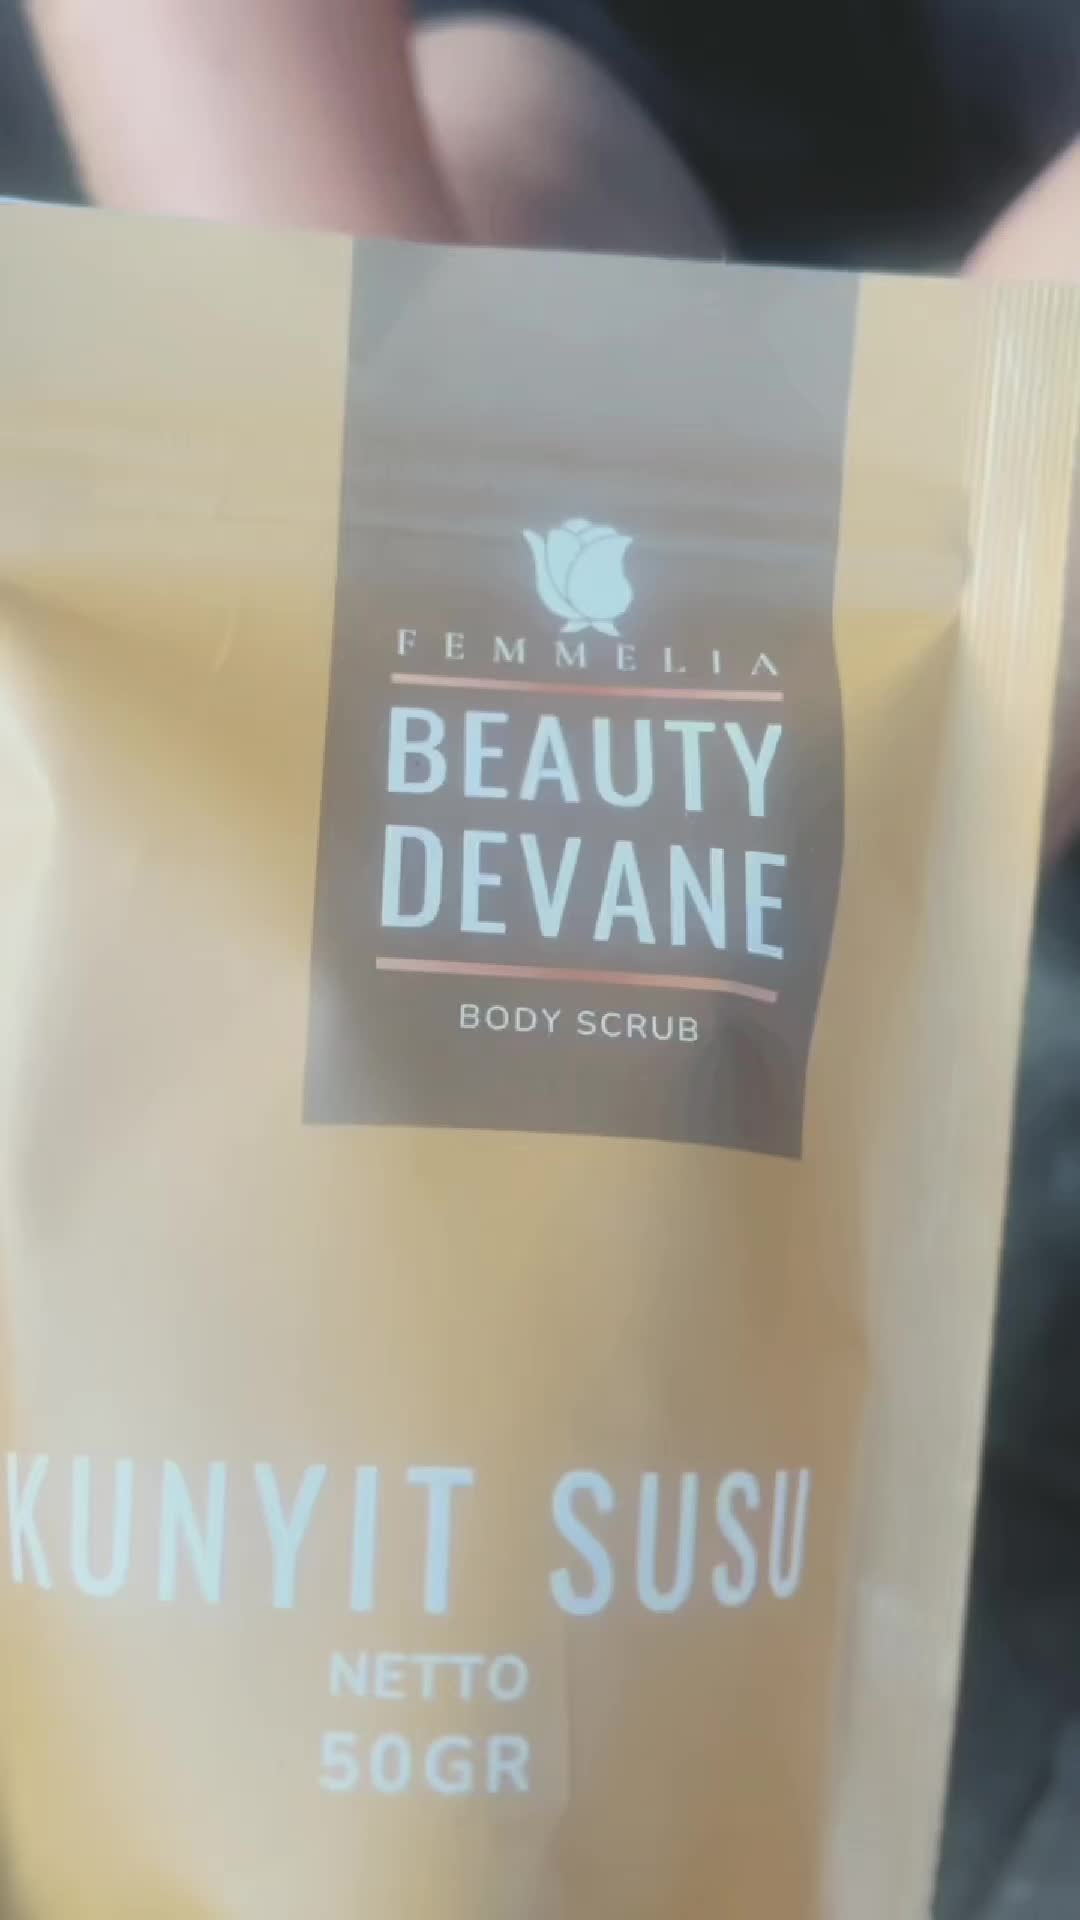 FEMMELIA
BEAUTY
DEVANE
BODY SCRUB
KUNYIT SUSU
NETTO
50GR